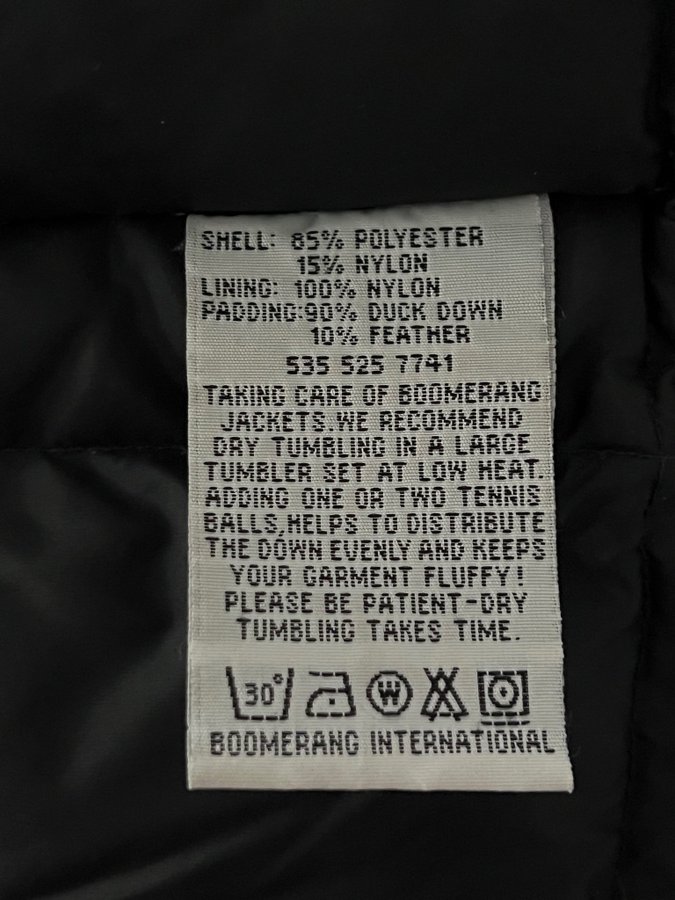 SHELL: 85% POLYESTER
15% NYLON
LINING: 100% NYLON
PADDING:90% DUCK DOWN
10% FEATHER
535 525 7741
TAKING CARE OF BOOMERANG
JACKETS.WE RECOMMEND
DRY TUMBLING IN A LARGE
TUMBLER SET AT LOW HEAT.
ADDING ONE OR TWO TENNIS
BALLS,HELPS TO DISTRIBUTE
THE DOWN EVENLY AND KEEPS
YOUR GARMENT FLUFFY!
PLEASE BE PATIENT-DRY
TUMBLING TAKES TIME.
30° W
BOOMERANG INTERNATIONAL